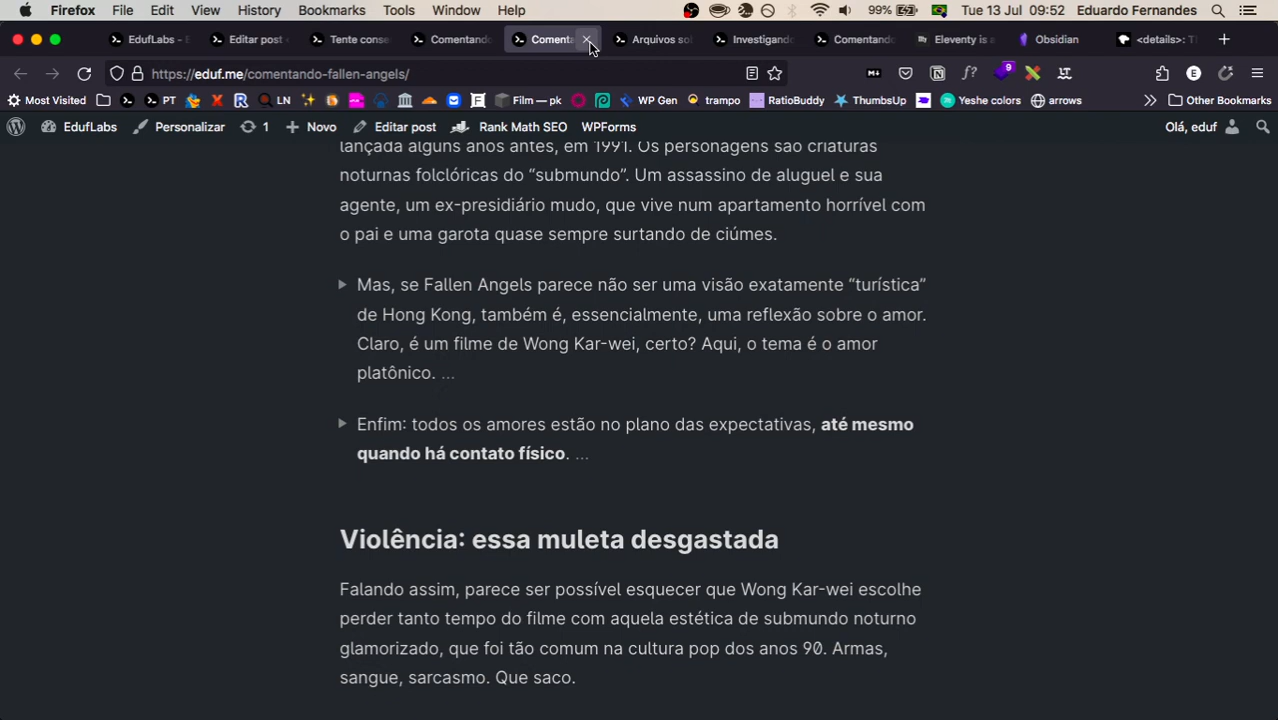 Firefox File Edit View History Bookmarks Tools Window Help 99% Tue 13 Jul 09:52 Eduardo Fernandes
EdufLabs - E Editar post Tente conse Comentando Comenta Arquivos so Investigando Comentando Eleventy is a Obsidian <details>: T
https://eduf.me/comentando-fallen-angels/ 9
Most Visited PT LN Film — pk WP Gen trampo RatioBuddy ThumbsUp Yeshe colors arrows Other Bookmarks
EdufLabs Personalizar 1 Novo Editar post Rank Math SEO WPForms Olá, eduf
lançada alguns anos antes, em 1991. Os personagens são criaturas
noturnas folclóricas do “submundo”. Um assassino de aluguel e sua
agente, um ex-presidiário mudo, que vive num apartamento horrível com
o pai e uma garota quase sempre surtando de ciúmes.
Mas, se Fallen Angels parece não ser uma visão exatamente “turística”
de Hong Kong, também é, essencialmente, uma reflexão sobre o amor.
Claro, é um filme de Wong Kar-wei, certo? Aqui, o tema é o amor
platônico. ...
Enfim: todos os amores estão no plano das expectativas, até mesmo
quando há contato físico. ...
Violência: essa muleta desgastada
Falando assim, parece ser possível esquecer que Wong Kar-wei escolhe
perder tanto tempo do filme com aquela estética de submundo noturno
glamorizado, que foi tão comum na cultura pop dos anos 90. Armas,
sangue, sarcasmo. Que saco.